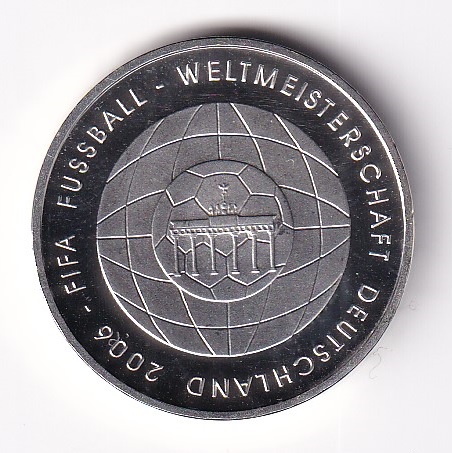 FIFA FUSSBALL - WELTMEISTERSCHAFT DEUTSCHLAND 2006 -